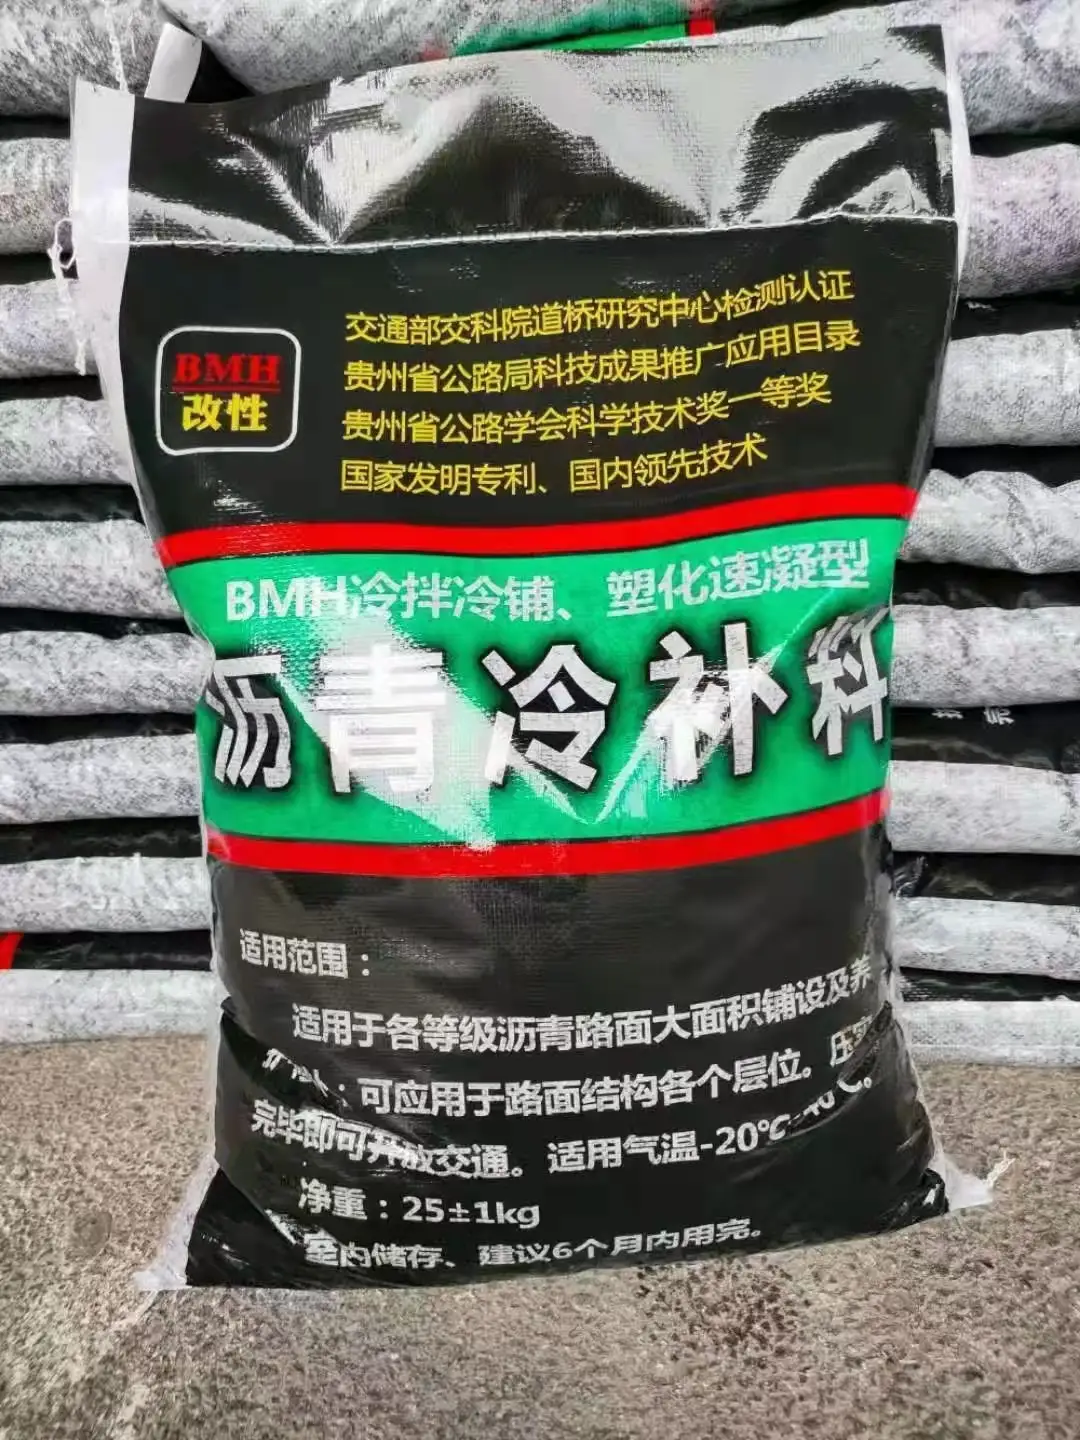 BMH
改性
交通部交科院道桥研究中心检测认证
贵州省公路局科技成果推广应用目录
贵州省公路学会科学技术奖一等奖
国家发明专利、国内领先技术
BMH冷拌冷铺、塑化速凝型
沥青冷补料
适用范围：
适用于各等级沥青路面大面积铺设及养
：可应用于路面结构各个层位。压实
完毕即可开放交通。适用气温-20℃-40℃。
净重：25±1kg
室内储存、建议6个月内用完。